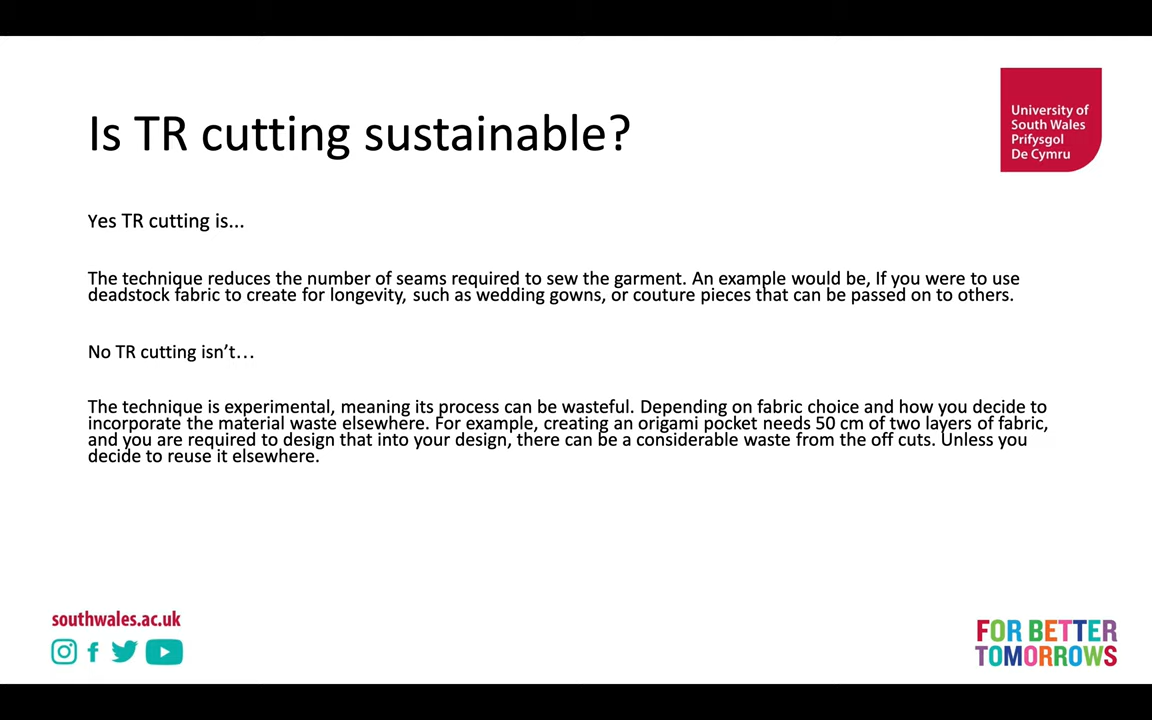 Is TR cutting sustainable?
University of
South Wales
Prifysgol
De Cymru
Yes TR cutting is...
The technique reduces the number of seams required to sew the garment. An example would be, If you were to use
deadstock fabric to create for longevity, such as wedding gowns, or couture pieces that can be passed on to others.
No TR cutting isn’t…
The technique is experimental, meaning its process can be wasteful. Depending on fabric choice and how you decide to
incorporate the material waste elsewhere. For example, creating an origami pocket needs 50 cm of two layers of fabric,
and you are required to design that into your design, there can be a considerable waste from the off cuts. Unless you
decide to reuse it elsewhere.
southwales.ac.uk
FOR BETTER
TOMORROWS